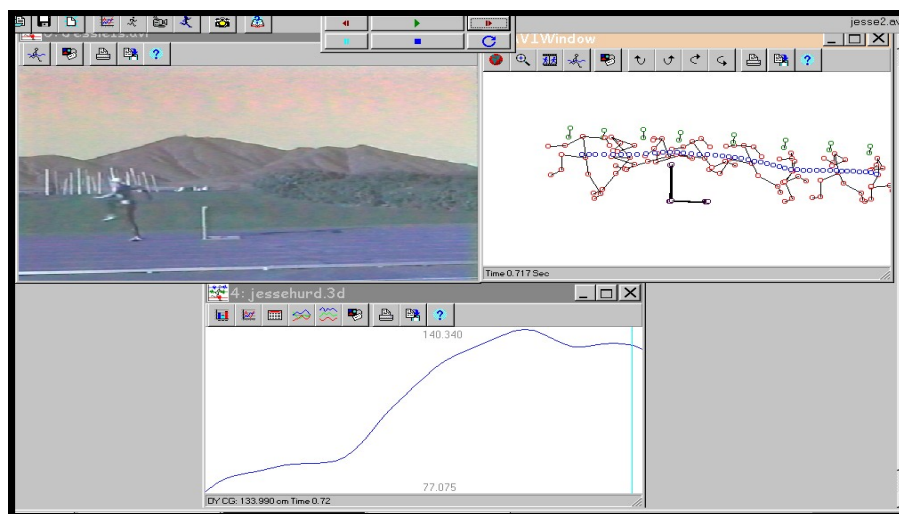 jesse2.av
AVIWindow
Time 0.717 Sec
4: jessehurd.3d
140.340
77.075
DY CG: 133.990 cm Time 0.72